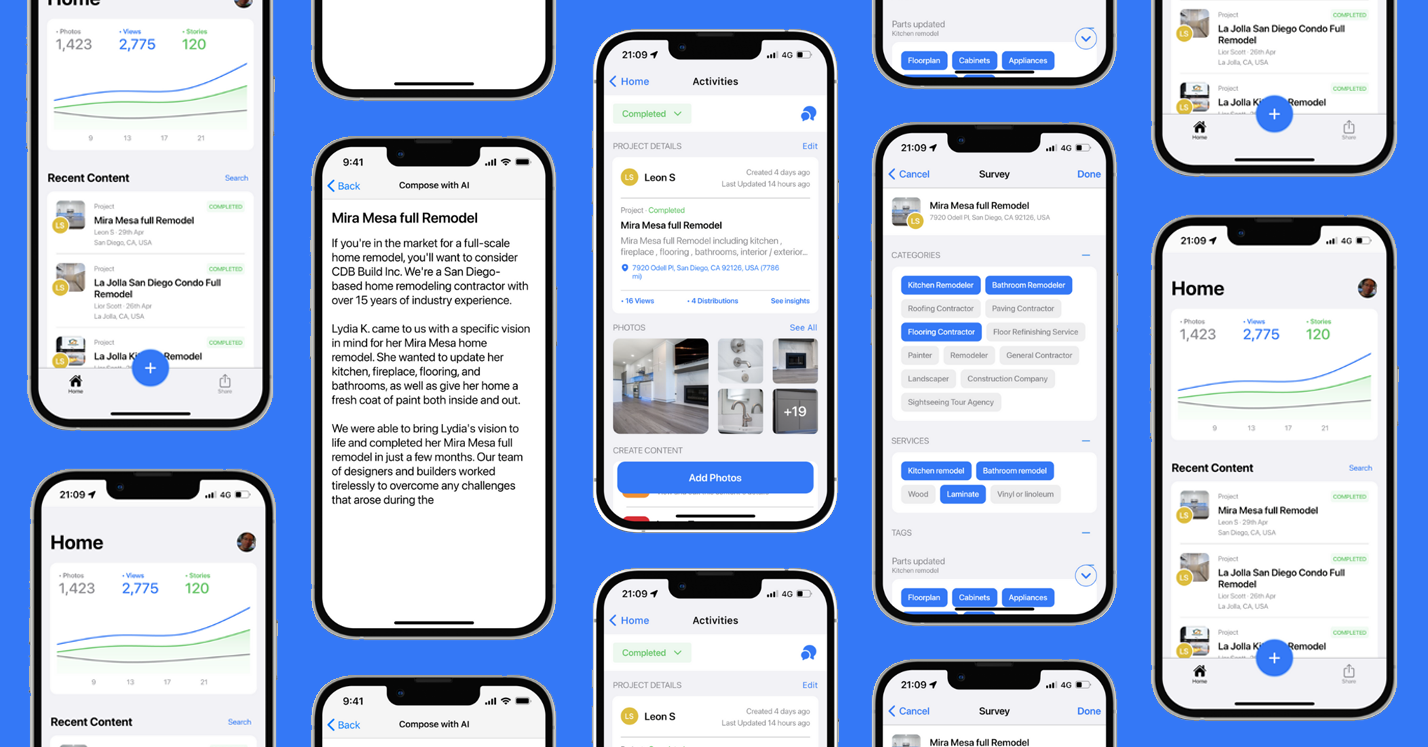 Home
• Photos • Views • Stories
1,423 2,775 120
9 13 17 21
Recent Content Search
Project COMPLETED
Mira Mesa full Remodel
Leon S · 29th Apr
San Diego, CA, USA
LS
Project COMPLETED
La Jolla San Diego Condo Full
Remodel
Lior Scott · 26th Apr
La Jolla, CA, USA
LS
Project COMPLETED
La Jolla Ki Remodel
LS
+
Home Share
21:09 4G
Home
• Photos • Views • Stories
1,423 2,775 120
9 13 17 21
Recent Content Search
Project COMPLETED
9:41
Back Compose with AI
Mira Mesa full Remodel
If you're in the market for a full-scale
home remodel, you'll want to consider
CDB Build Inc. We're a San Diego-
based home remodeling contractor with
over 15 years of industry experience.
Lydia K. came to us with a specific vision
in mind for her Mira Mesa home
remodel. She wanted to update her
kitchen, fireplace, flooring, and
bathrooms, as well as give her home a
fresh coat of paint both inside and out.
We were able to bring Lydia's vision to
life and completed her Mira Mesa full
remodel in just a few months. Our team
of designers and builders worked
tirelessly to overcome any challenges
that arose during the
9:41
Back Compose with AI
21:09 4G
Home Activities
Completed
PROJECT DETAILS Edit
LS Leon S Created 4 days ago
Last Updated 14 hours ago
Project · Completed
Mira Mesa full Remodel
Mira Mesa full Remodel including kitchen ,
fireplace , flooring , bathrooms, interior / exterior...
7920 Odell Pl, San Diego, CA 92126, USA (7786
mi)
• 16 Views • 4 Distributions See insights
PHOTOS See All
+19
CREATE CONTENT
Add Photos
21:09 4G
Home Activities
Completed
PROJECT DETAILS Edit
LS Leon S Created 4 days ago
Last Updated 14 hours ago
Parts updated
Kitchen remodel
Floorplan Cabinets Appliances
21:09 4G
Cancel Survey Done
Mira Mesa full Remodel
7920 Odell Pl, San Diego, CA 92126, USA
LS
CATEGORIES
Kitchen Remodeler Bathroom Remodeler
Roofing Contractor Paving Contractor
Flooring Contractor Floor Refinishing Service
Painter Remodeler General Contractor
Landscaper Construction Company
Sightseeing Tour Agency
SERVICES
Kitchen remodel Bathroom remodel
Wood Laminate Vinyl or linoleum
TAGS
Parts updated
Kitchen remodel
Floorplan Cabinets Appliances
21:09 4G
Cancel Survey Done
Mira Mesa full Remodel
Project COMPLETED
La Jolla San Diego Condo Full
Remodel
Lior Scott · 26th Apr
La Jolla, CA, USA
LS
Project COMPLETED
La Jolla Ki Remodel
LS
+
Home Share
21:09 4G
Home
• Photos • Views • Stories
1,423 2,775 120
9 13 17 21
Recent Content Search
Project COMPLETED
Mira Mesa full Remodel
Leon S · 29th Apr
San Diego, CA, USA
LS
Project COMPLETED
La Jolla San Diego Condo Full
Remodel
Lior Scott · 26th Apr
La Jolla, CA, USA
LS
Project COMPLETED
La Jolla Ki Remodel
LS
+
Home Share